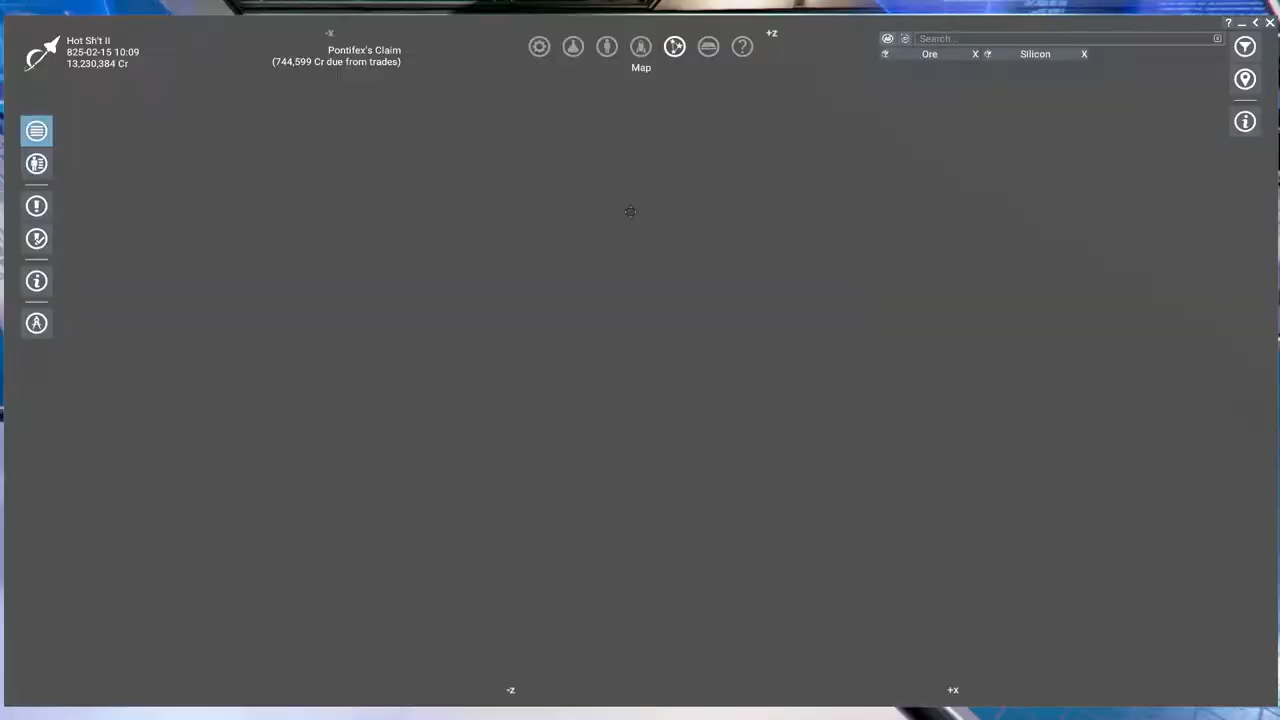 -X
+Z
?
Hot Sh't II
825-02-15 10:09
13,230,384 Cr
Pontifex's Claim
(744,599 Cr due from trades)
Map
Search...
Ore X
Silicon X
-Z
+X